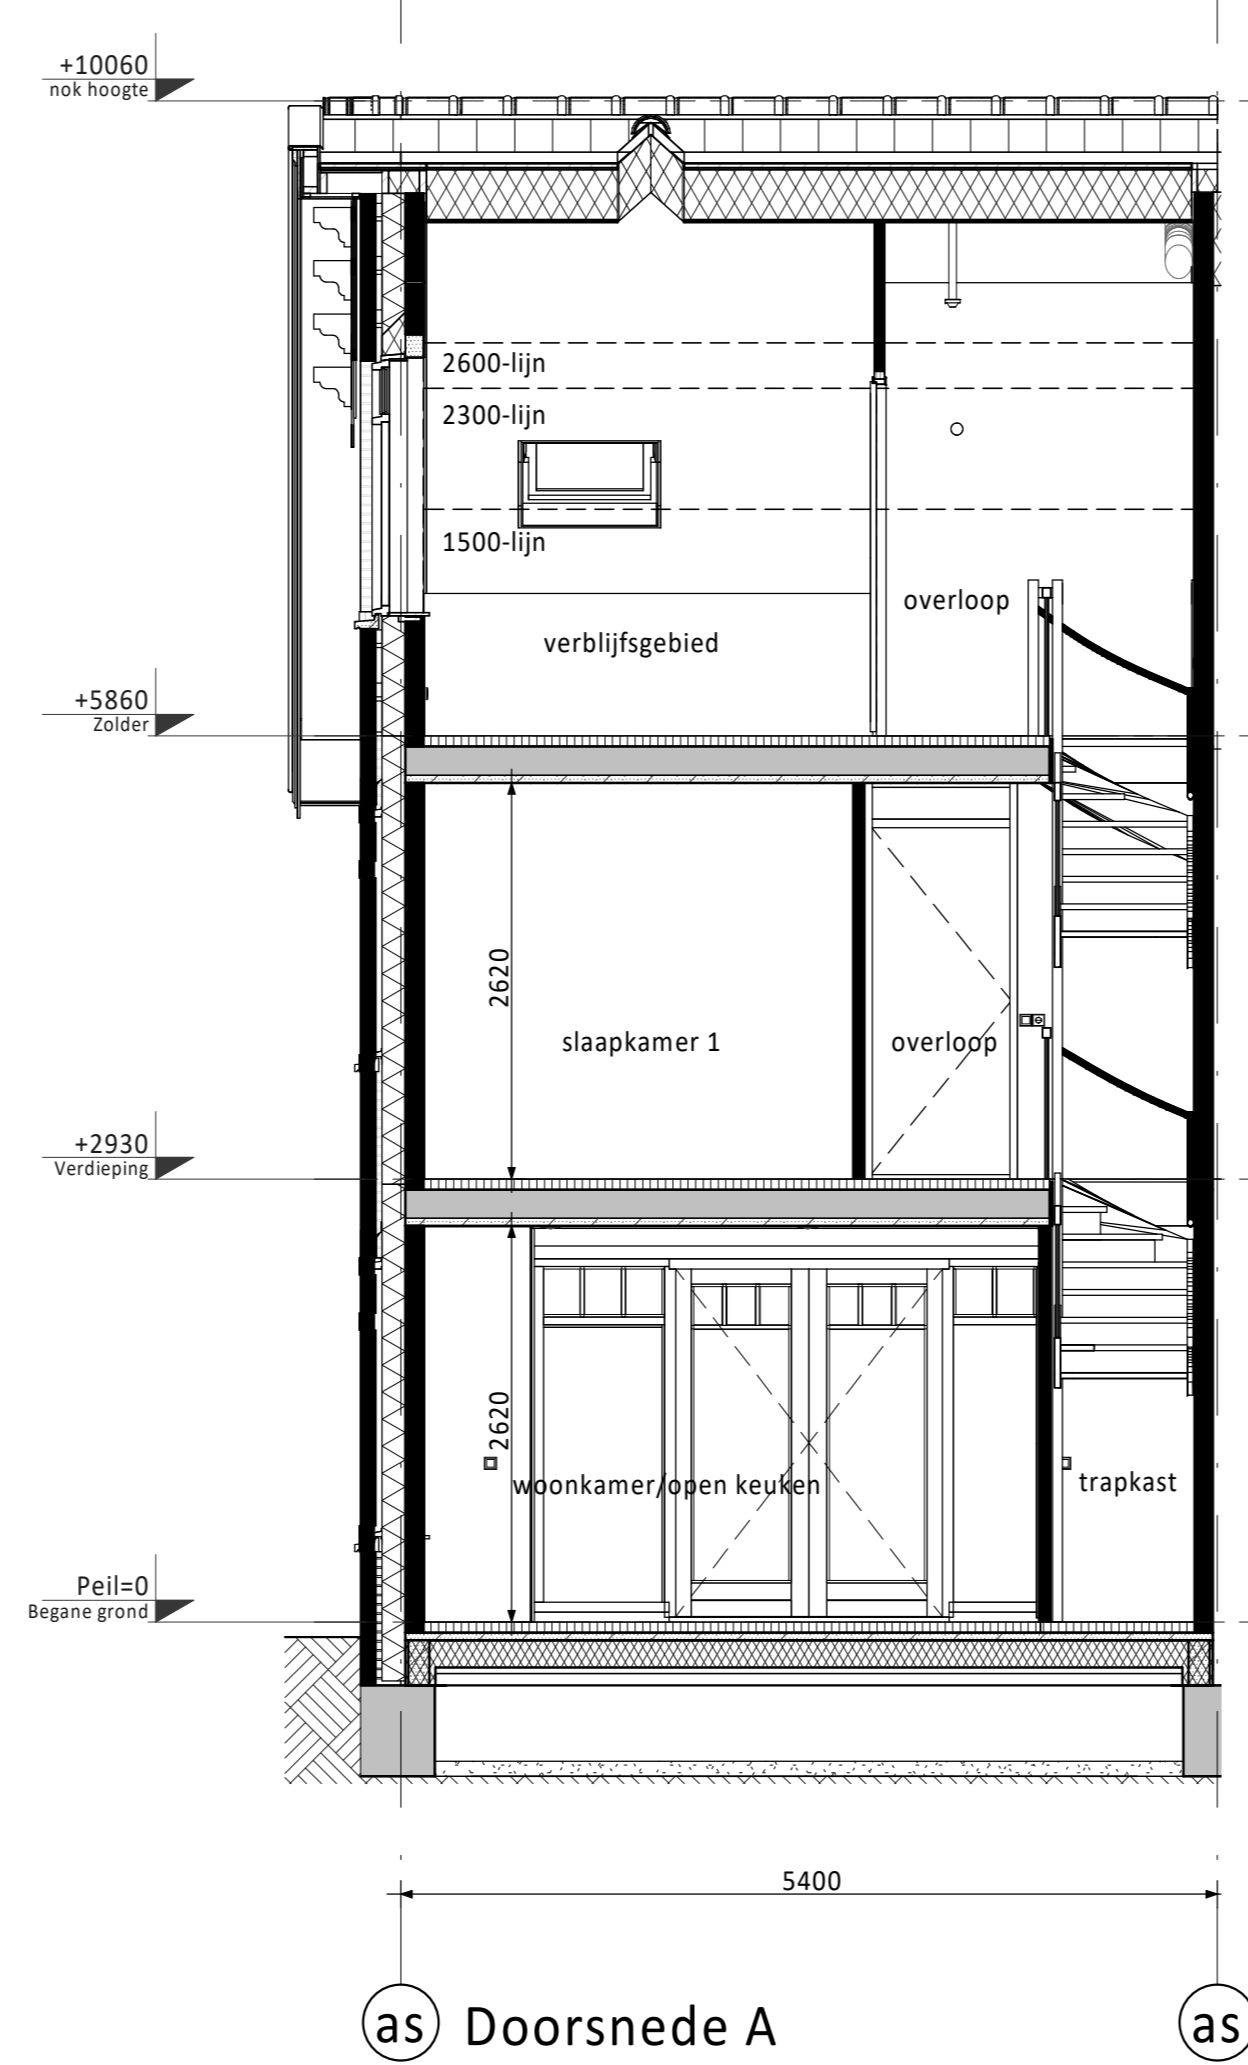 +10060
nok hoogte
2600-lijn
2300-lijn
1500-lijn
overloop
verblijfsgebied
+5860
Zolder
2620
slaapkamer 1
overloop
+2930
Verdieping
2620
woonkamer/open keuken
trapkast
Peil=0
Begane grond
5400
as
Doorsnede A
as